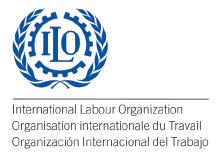 ILO
International Labour Organization
Organisation internationale du Travail
Organización Internacional del Trabajo